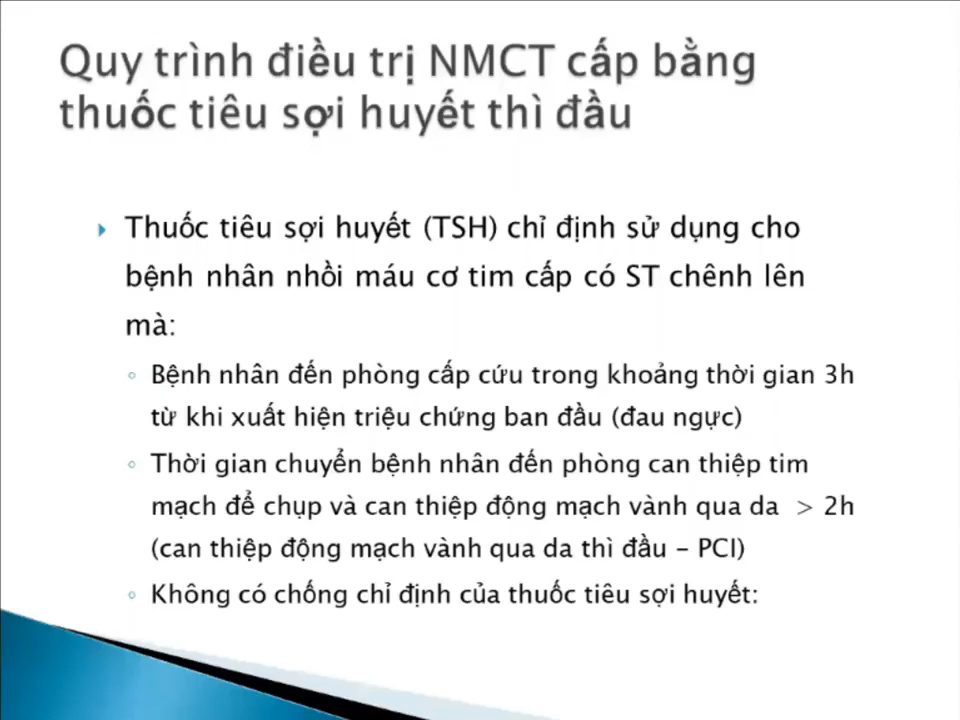 Quy trình điều trị NMCT cấp bằng
thuốc tiêu sợi huyết thì đầu
Thuốc tiêu sợi huyết (TSH) chỉ định sử dụng cho
bệnh nhân nhồi máu cơ tim cấp có ST chênh lên
mà:
Bệnh nhân đến phòng cấp cứu trong khoảng thời gian 3h
từ khi xuất hiện triệu chứng ban đầu (đau ngực)
Thời gian chuyển bệnh nhân đến phòng can thiệp tim
mạch để chụp và can thiệp động mạch vành qua da > 2h
(can thiệp động mạch vành qua da thì đầu - PCI)
Không có chống chỉ định của thuốc tiêu sợi huyết: